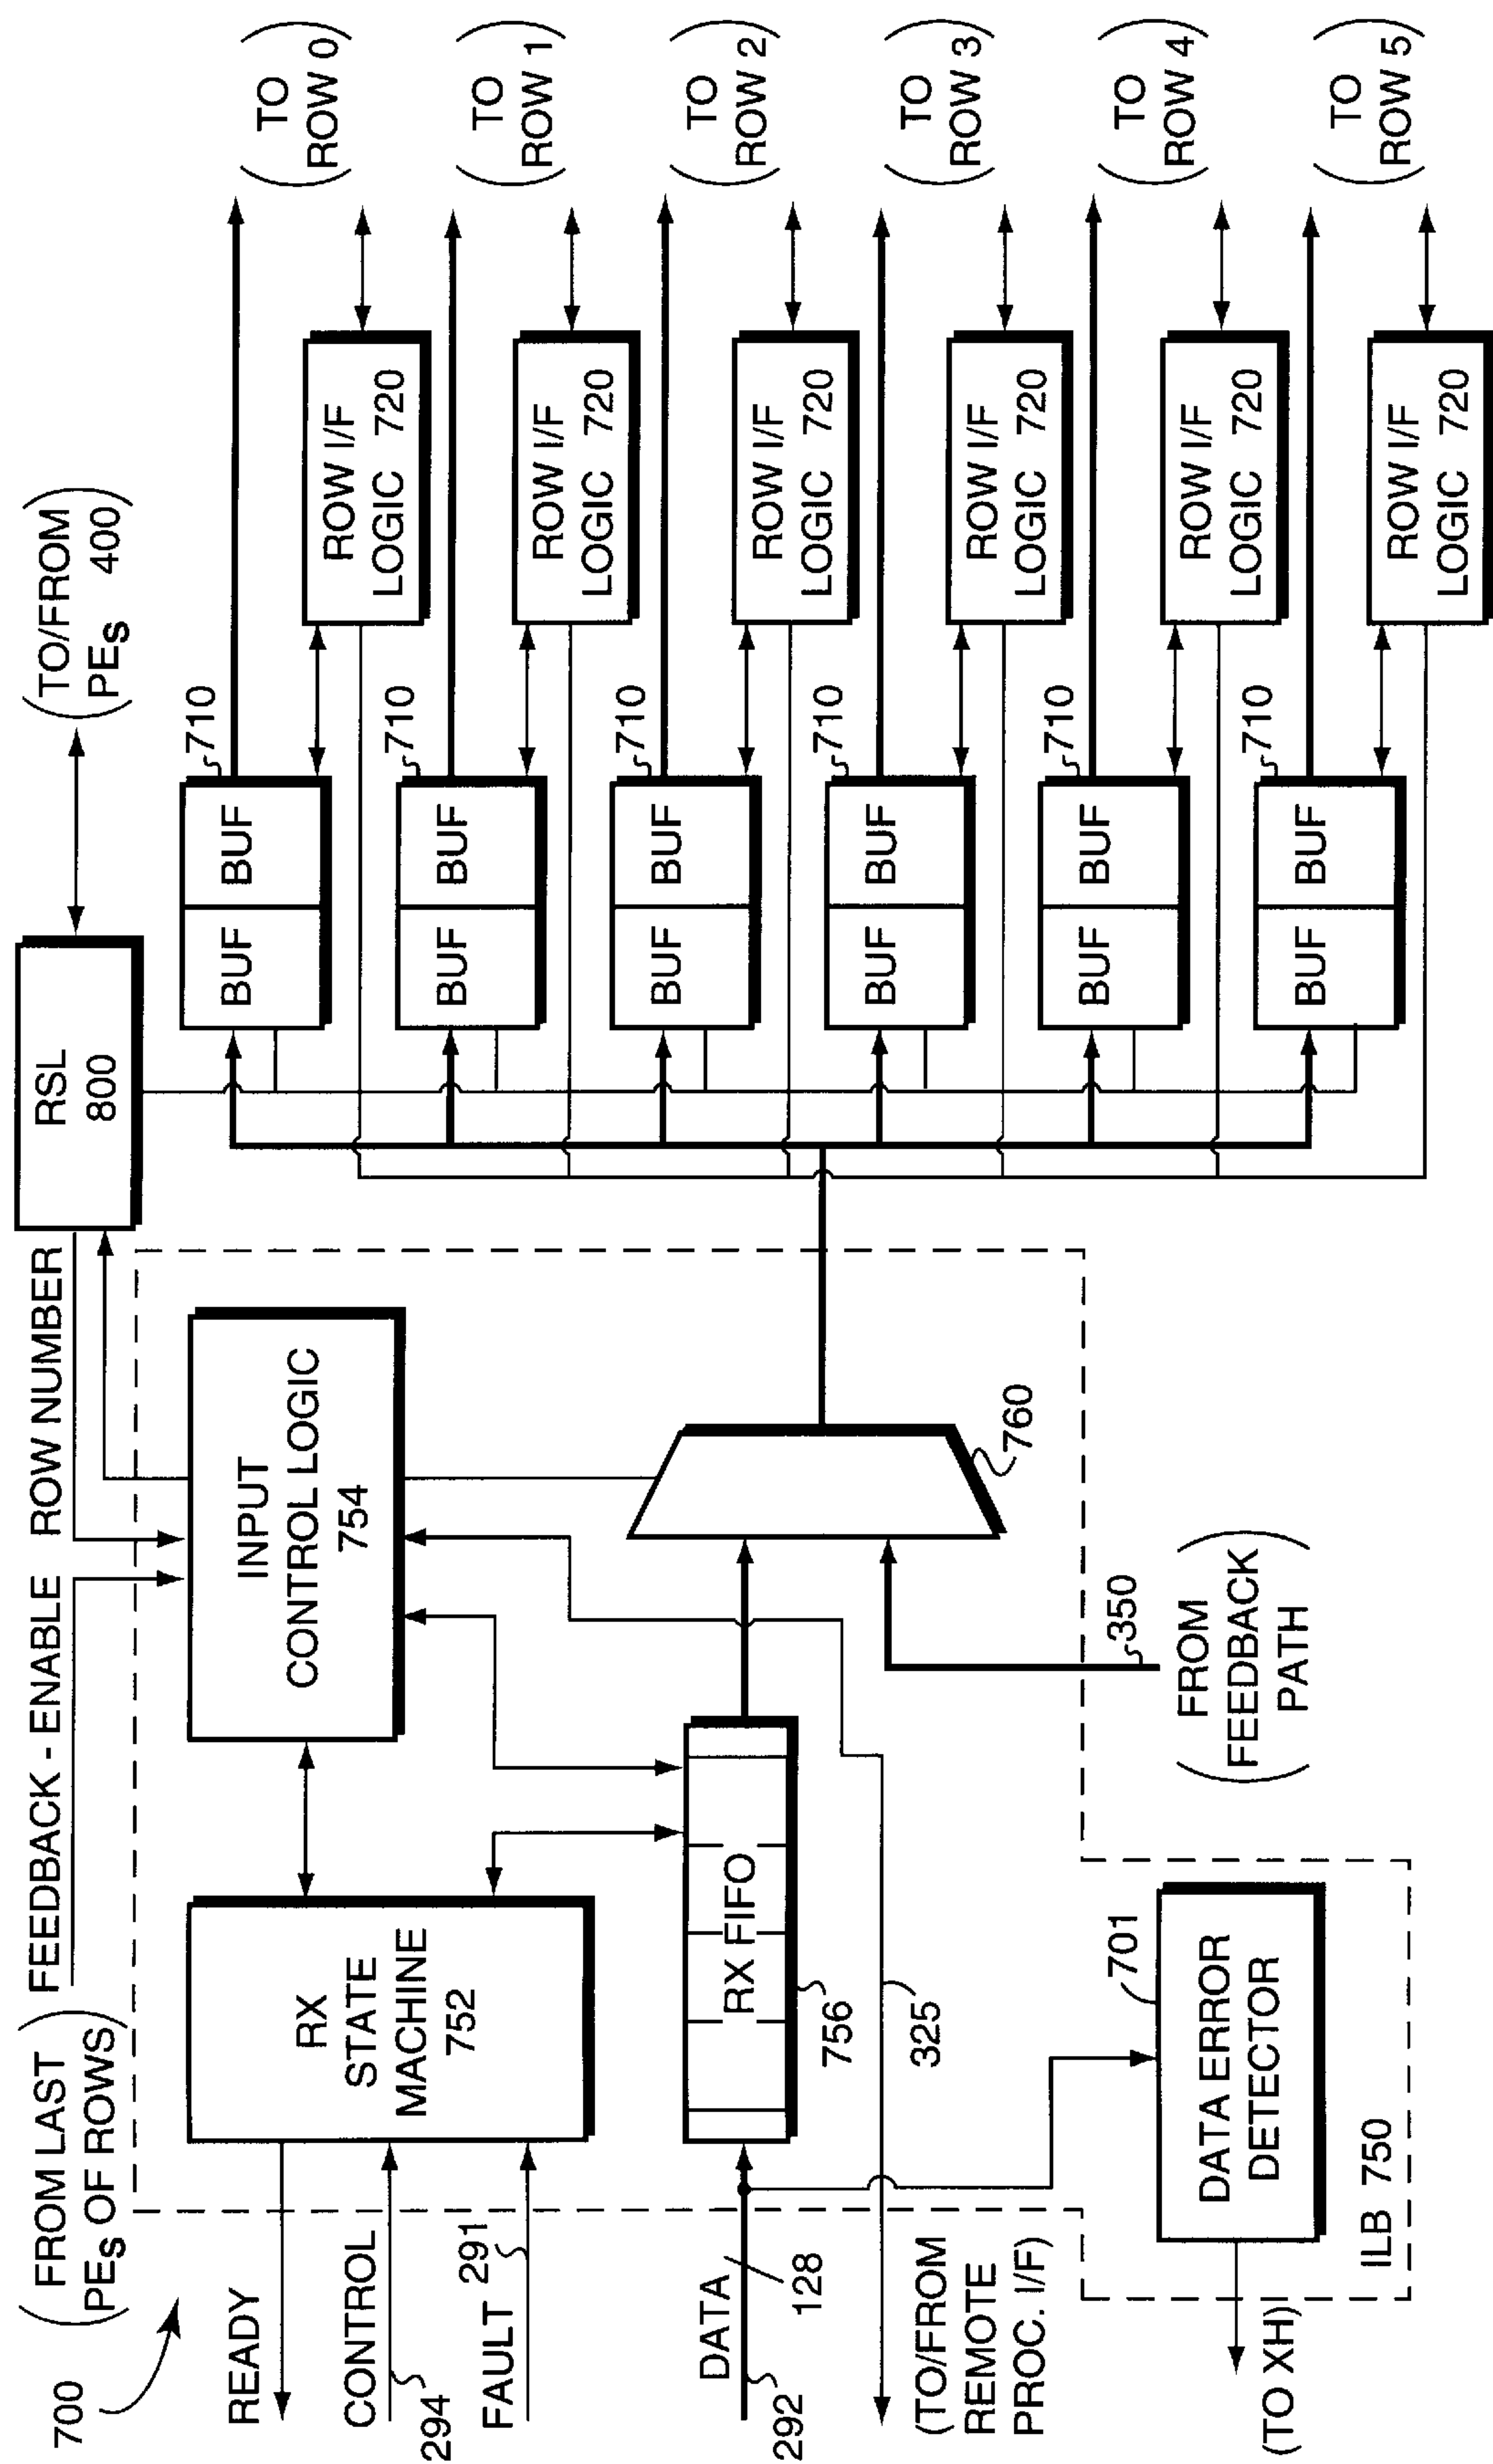 700
(FROM LAST
PEs OF ROWS)
FEEDBACK - ENABLE
ROW NUMBER
RSL
800
(TO/FROM
PEs 400)
READY
CONTROL
294
FAULT 291
RX
STATE
MACHINE
752
INPUT
CONTROL LOGIC
754
DATA
292
128
RX FIFO
756
325
(TO/FROM
REMOTE
PROC. I/F)
760
350
(FROM
FEEDBACK
PATH)
701
DATA ERROR
DETECTOR
(TO XH)
ILB 750
BUF BUF
710
ROW I/F
LOGIC 720
(TO
ROW 0)
BUF BUF
710
ROW I/F
LOGIC 720
(TO
ROW 1)
BUF BUF
710
ROW I/F
LOGIC 720
(TO
ROW 2)
BUF BUF
710
ROW I/F
LOGIC 720
(TO
ROW 3)
BUF BUF
710
ROW I/F
LOGIC 720
(TO
ROW 4)
BUF BUF
710
ROW I/F
LOGIC 720
(TO
ROW 5)